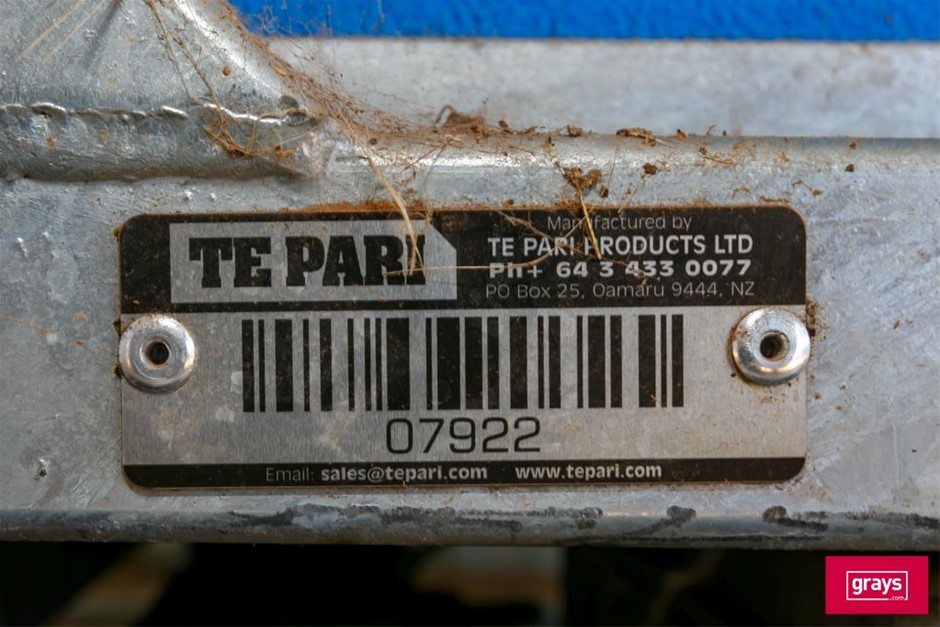 TE PARI
Manufactured by
TE PARI PRODUCTS LTD
Ph+ 64 3 433 0077
PO Box 25, Oamaru 9444, NZ
07922
Email: sales@tepari.com www.tepari.com
grays
.com